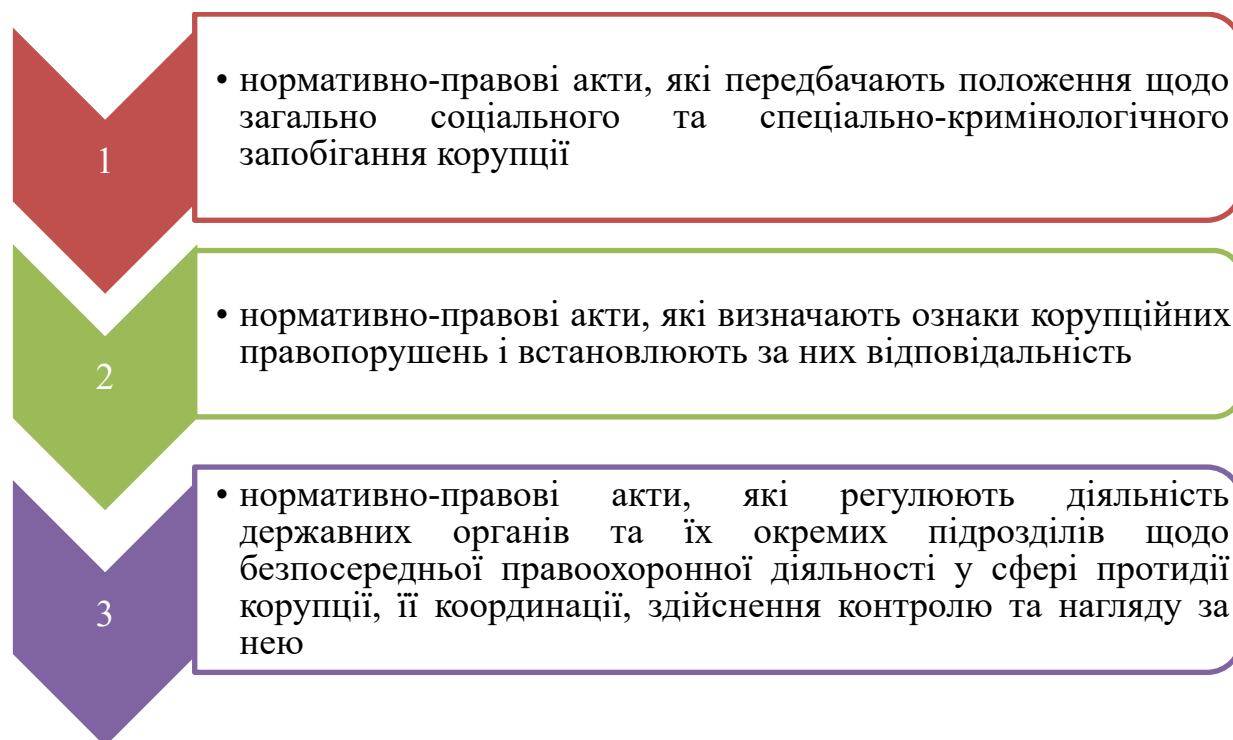 1
• нормативно-правові акти, які передбачають положення щодо
загально соціального та спеціально-кримінологічного
запобігання корупції
2
• нормативно-правові акти, які визначають ознаки корупційних
правопорушень і встановлюють за них відповідальність
3
• нормативно-правові акти, які регулюють діяльність
державних органів та їх окремих підрозділів щодо
безпосередньої правоохоронної діяльності у сфері протидії
корупції, її координації, здійснення контролю та нагляду за
нею